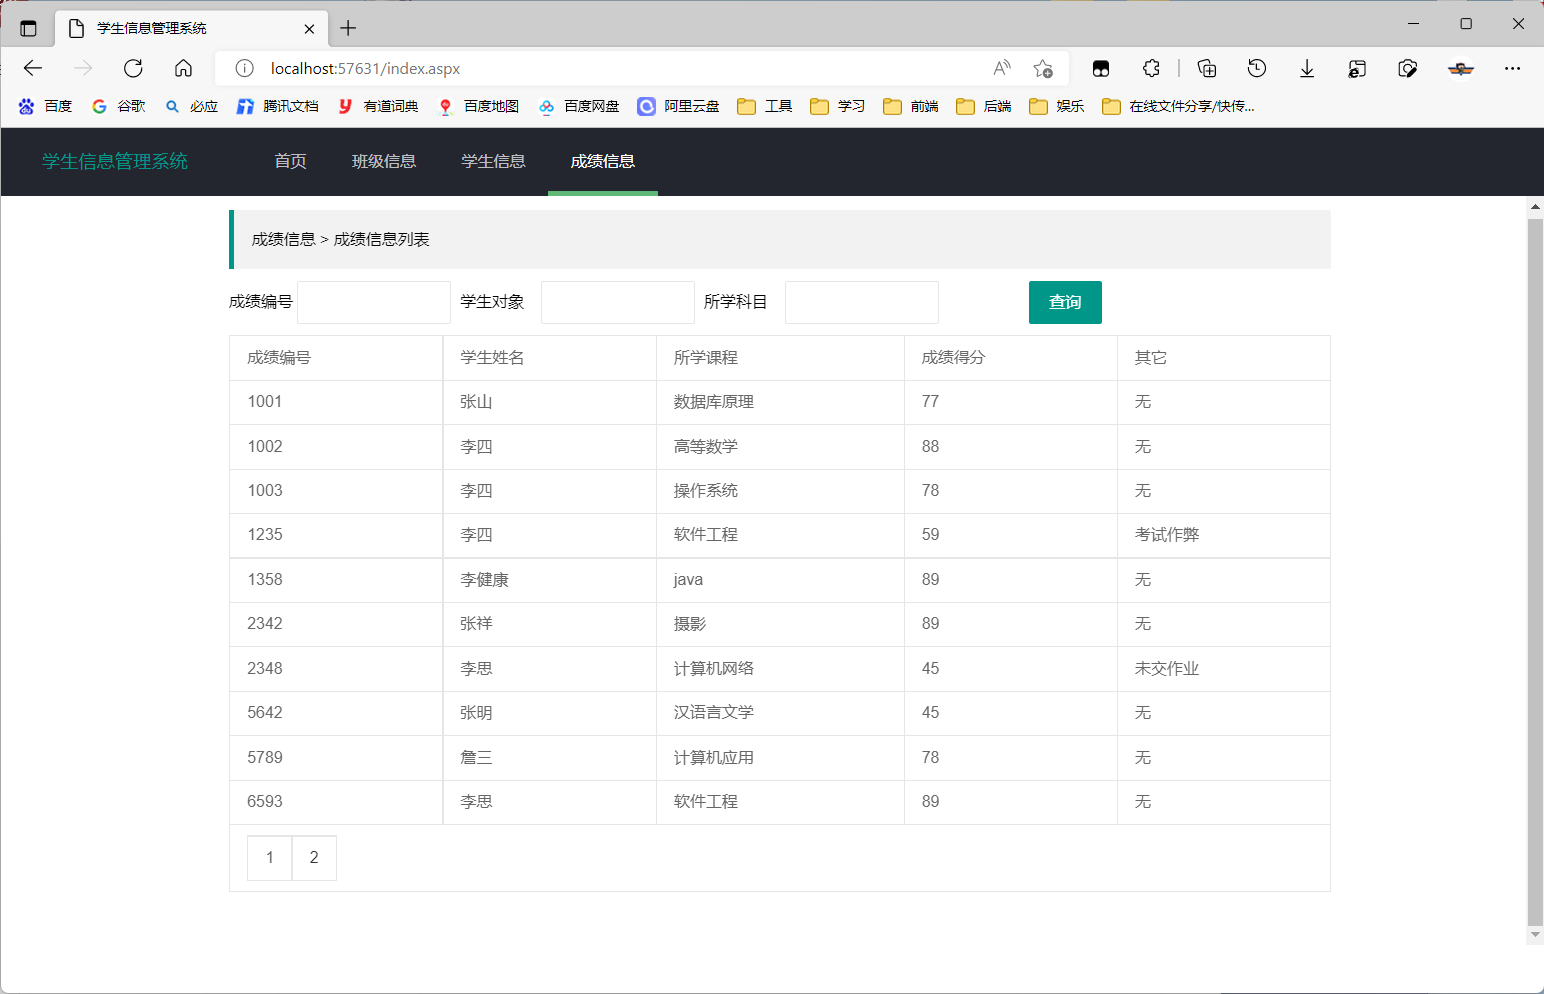 学生信息管理系统
localhost:57631/index.aspx
百度 谷歌 必应 腾讯文档 有道词典 百度地图 百度网盘 阿里云盘 工具 学习 前端 后端 娱乐 在线文件分享/快传...
学生信息管理系统 首页 班级信息 学生信息 成绩信息
成绩信息 > 成绩信息列表
成绩编号 学生对象 所学科目 查询
成绩编号 学生姓名 所学课程 成绩得分 其它
1001 张山 数据库原理 77 无
1002 李四 高等数学 88 无
1003 李四 操作系统 78 无
1235 李四 软件工程 59 考试作弊
1358 李健康 java 89 无
2342 张祥 摄影 89 无
2348 李思 计算机网络 45 未交作业
5642 张明 汉语言文学 45 无
5789 詹三 计算机应用 78 无
6593 李思 软件工程 89 无
1 2